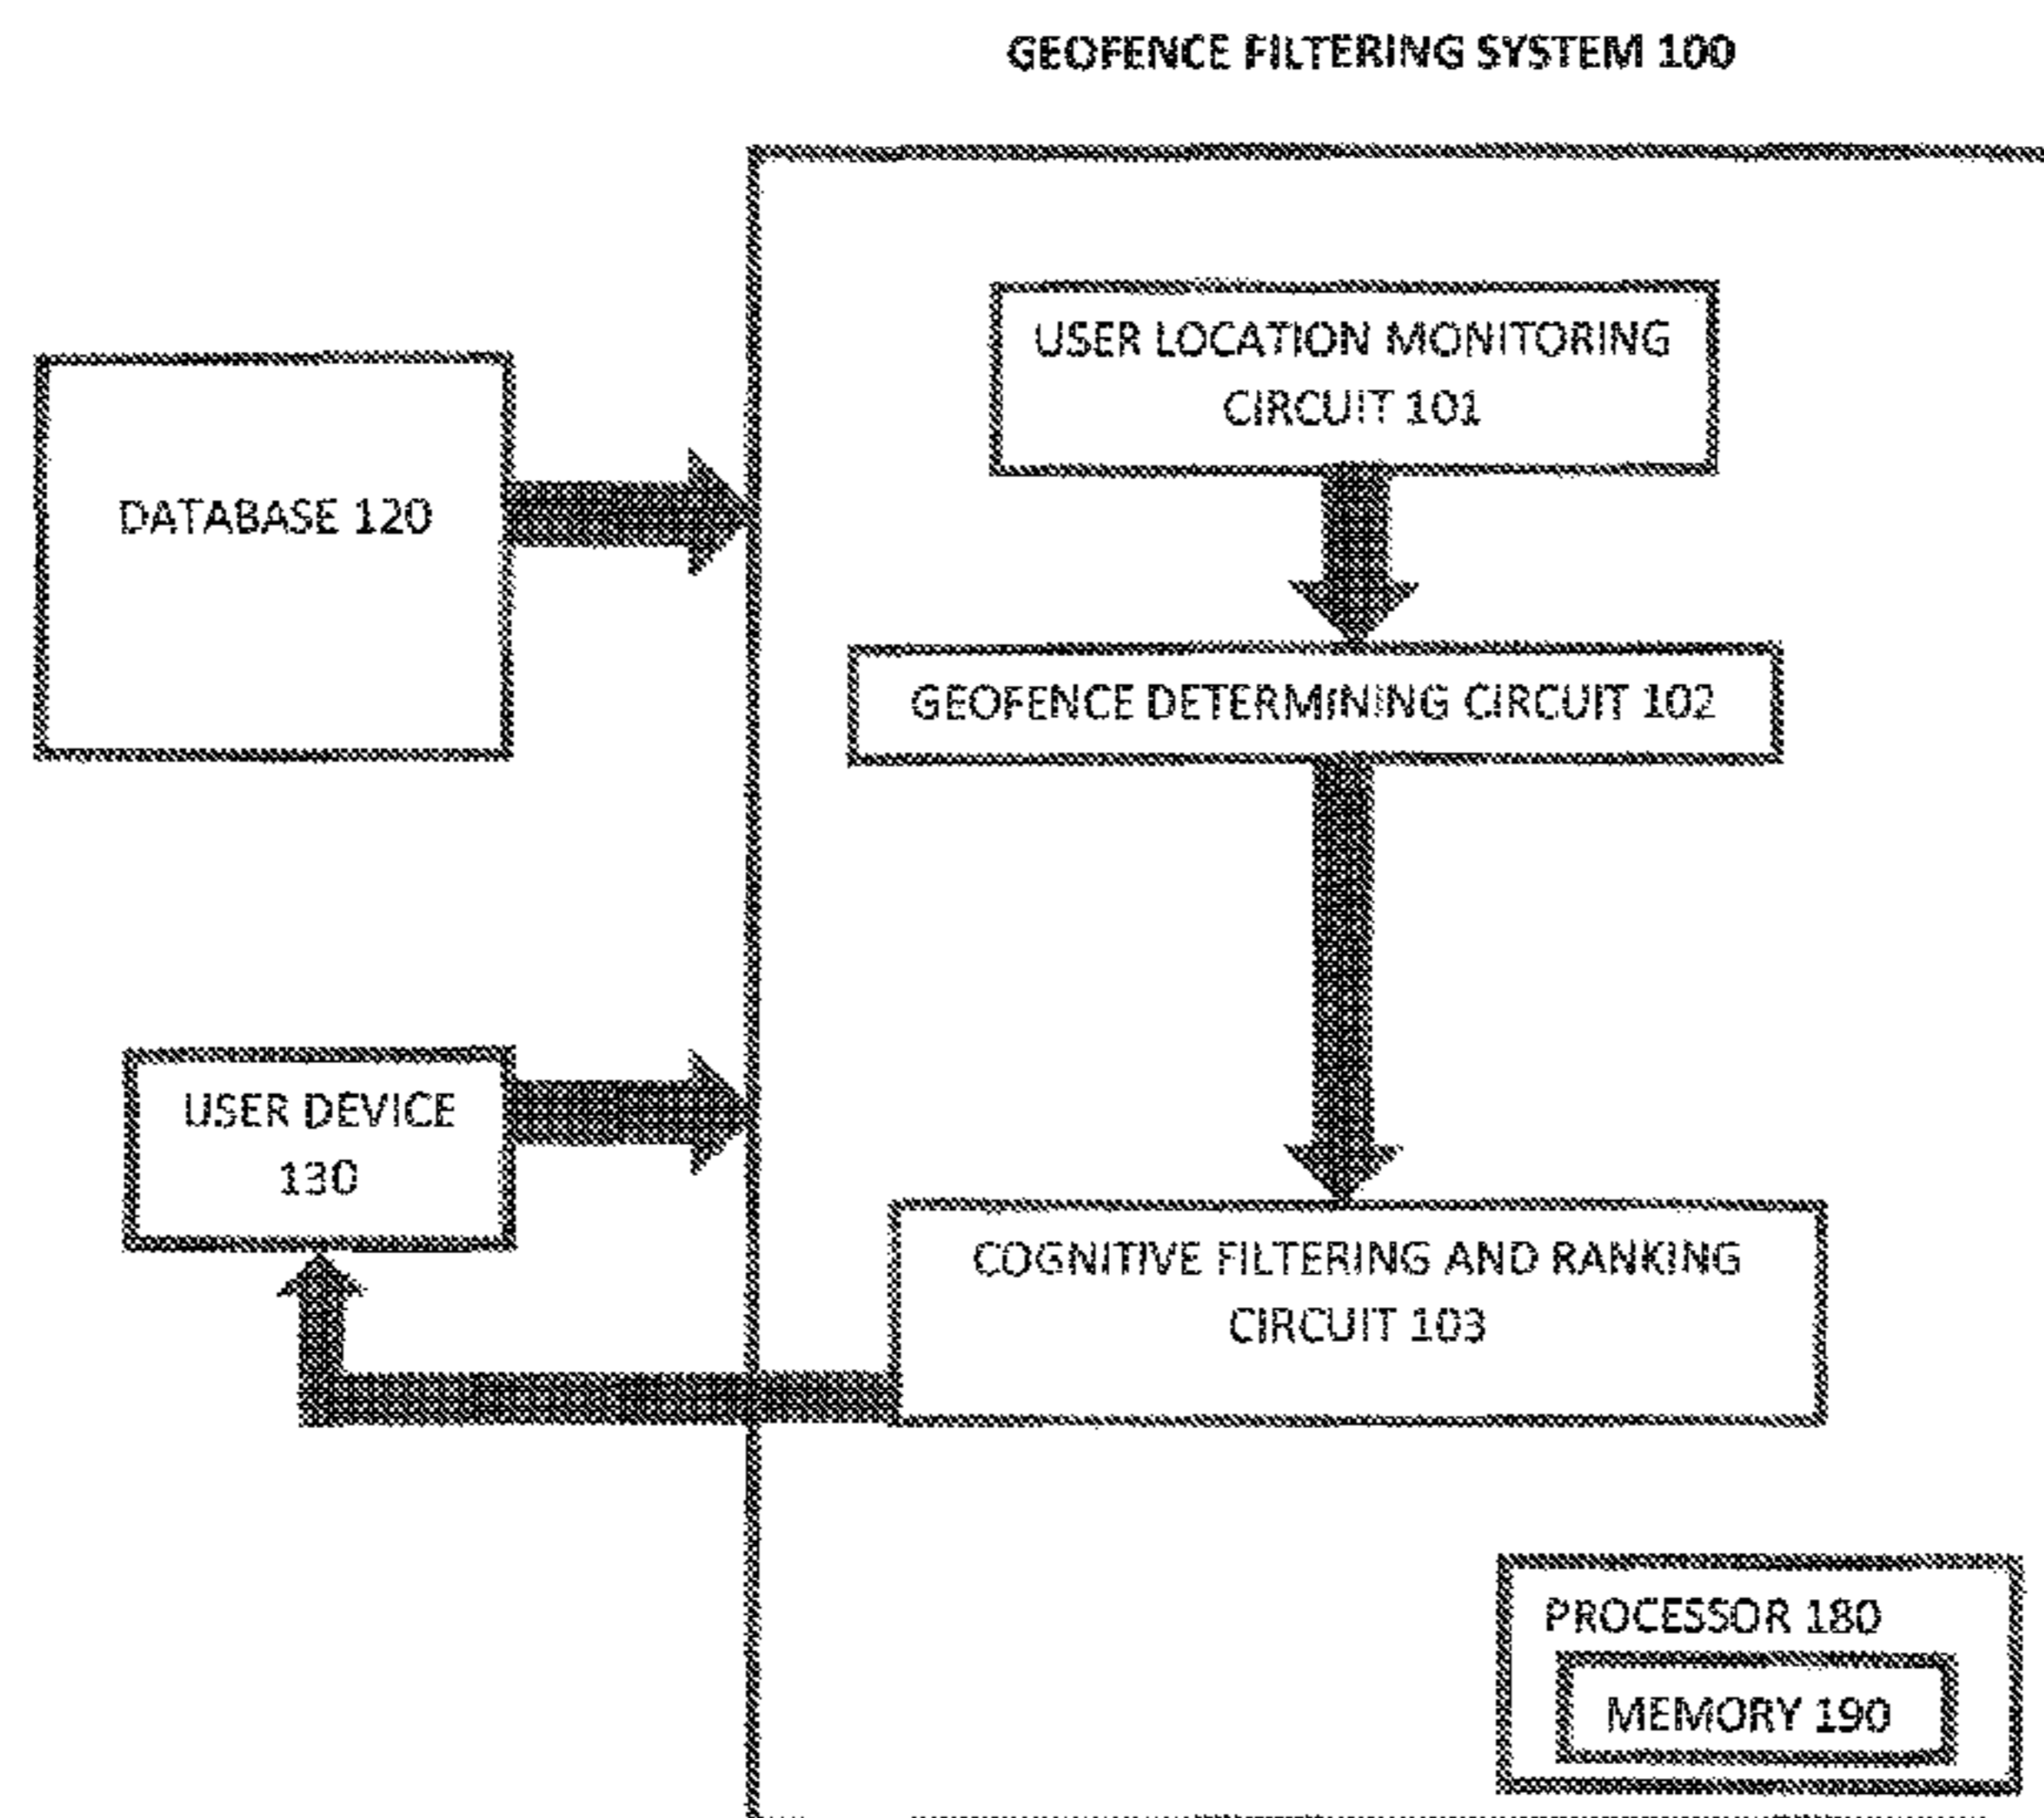 GEOFENCE FILTERING SYSTEM 100
USER LOCATION MONITORING
CIRCUIT 101
DATABASE 120
GEOFENCE DETERMINING CIRCUIT 102
USER DEVICE
130
COGNITIVE FILTERING AND RANKING
CIRCUIT 103
PROCESSOR 180
MEMORY 190